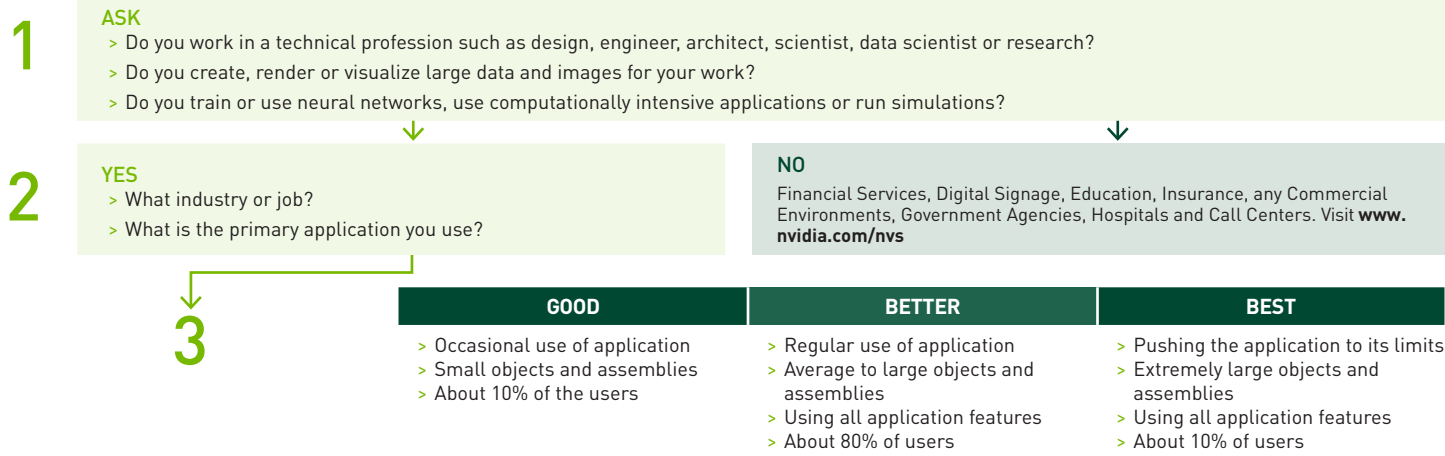 1
ASK
> Do you work in a technical profession such as design, engineer, architect, scientist, data scientist or research?
> Do you create, render or visualize large data and images for your work?
> Do you train or use neural networks, use computationally intensive applications or run simulations?
2
YES
> What industry or job?
> What is the primary application you use?
NO
Financial Services, Digital Signage, Education, Insurance, any Commercial
Environments, Government Agencies, Hospitals and Call Centers. Visit www.
nvidia.com/nvs
3
GOOD
> Occasional use of application
> Small objects and assemblies
> About 10% of the users
BETTER
> Regular use of application
> Average to large objects and
assemblies
> Using all application features
> About 80% of users
BEST
> Pushing the application to its limits
> Extremely large objects and
assemblies
> Using all application features
> About 10% of users